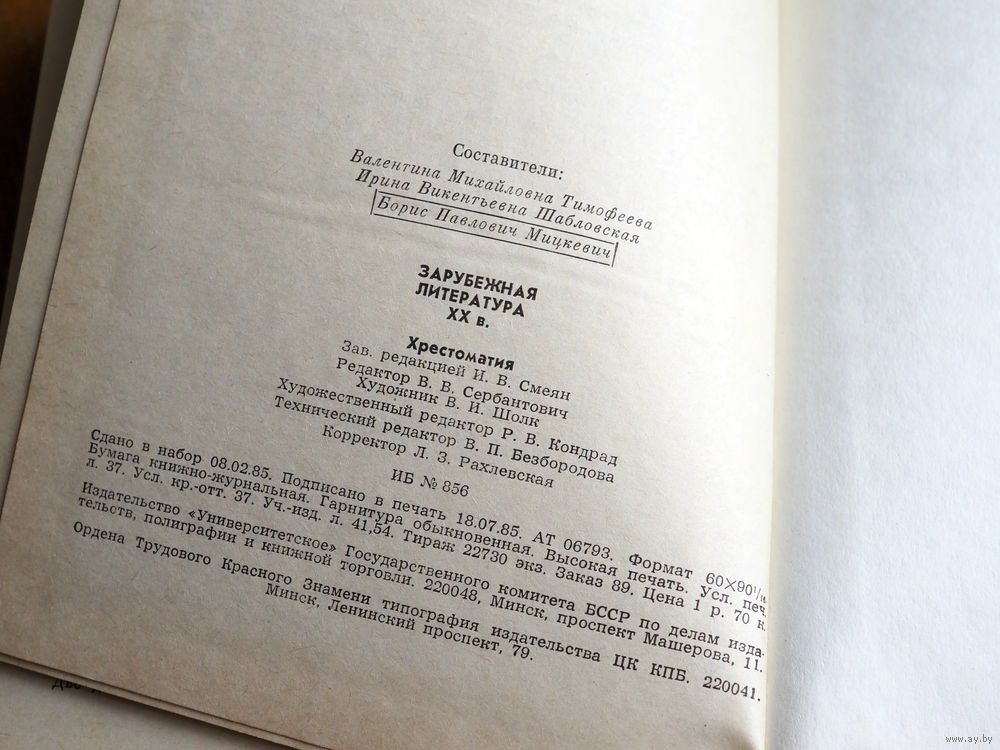 Составители:
Валентина Михайловна Тимофеева
Ирина Викентьевна Шабловская
Борис Павлович Мицкевич
ЗАРУБЕЖНАЯ
ЛИТЕРАТУРА
XX в.
Хрестоматия
Зав. редакцией И. В. Смеян
Редактор В. В. Сербантович
Художник В. И. Шолк
Художественный редактор Р. В. Кондрад
Технический редактор В. П. Безбородова
Корректор Л. З. Рахлевская
ИБ № 856
Сдано в набор 08.02.85. Подписано в печать 18.07.85. АТ 06793. Формат 60×90 1/16.
Бумага книжно-журнальная. Гарнитура обыкновенная. Высокая печать. Усл. печ.
л. 37. Усл. кр.-отт. 37. Уч.-изд. л. 41,54. Тираж 22730 экз. Заказ 89. Цена 1 р. 70 к.
Издательство «Университетское» Государственного комитета БССР по делам изда-
тельств, полиграфии и книжной торговли. 220048, Минск, проспект Машерова, 11.
Ордена Трудового Красного Знамени типография издательства ЦК КПБ. 220041.
Минск, Ленинский проспект, 79.
www.ay.by